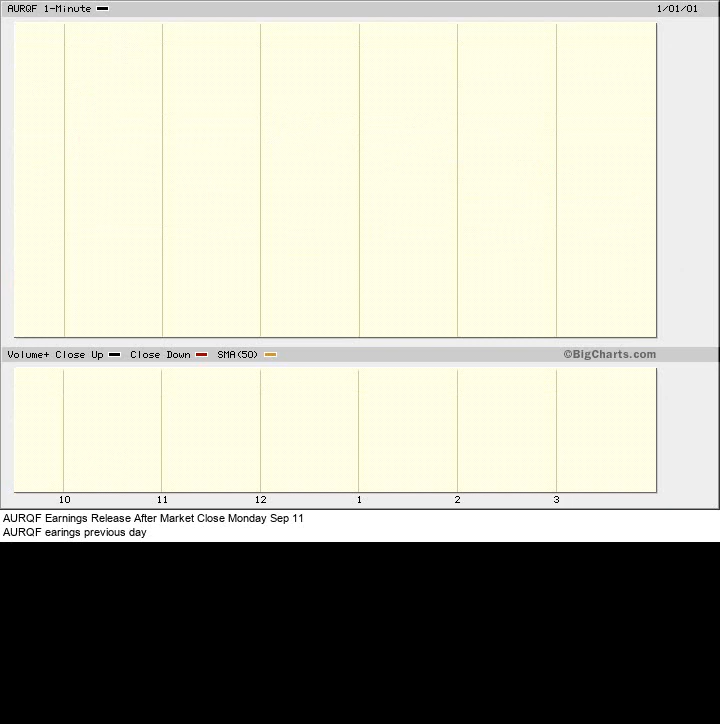 AURQF 1-Minute 1/01/01
Volume+ Close Up Close Down SMA(50) ©BigCharts.com
10 11 12 1 2 3
AURQF Earnings Release After Market Close Monday Sep 11
AURQF earings previous day